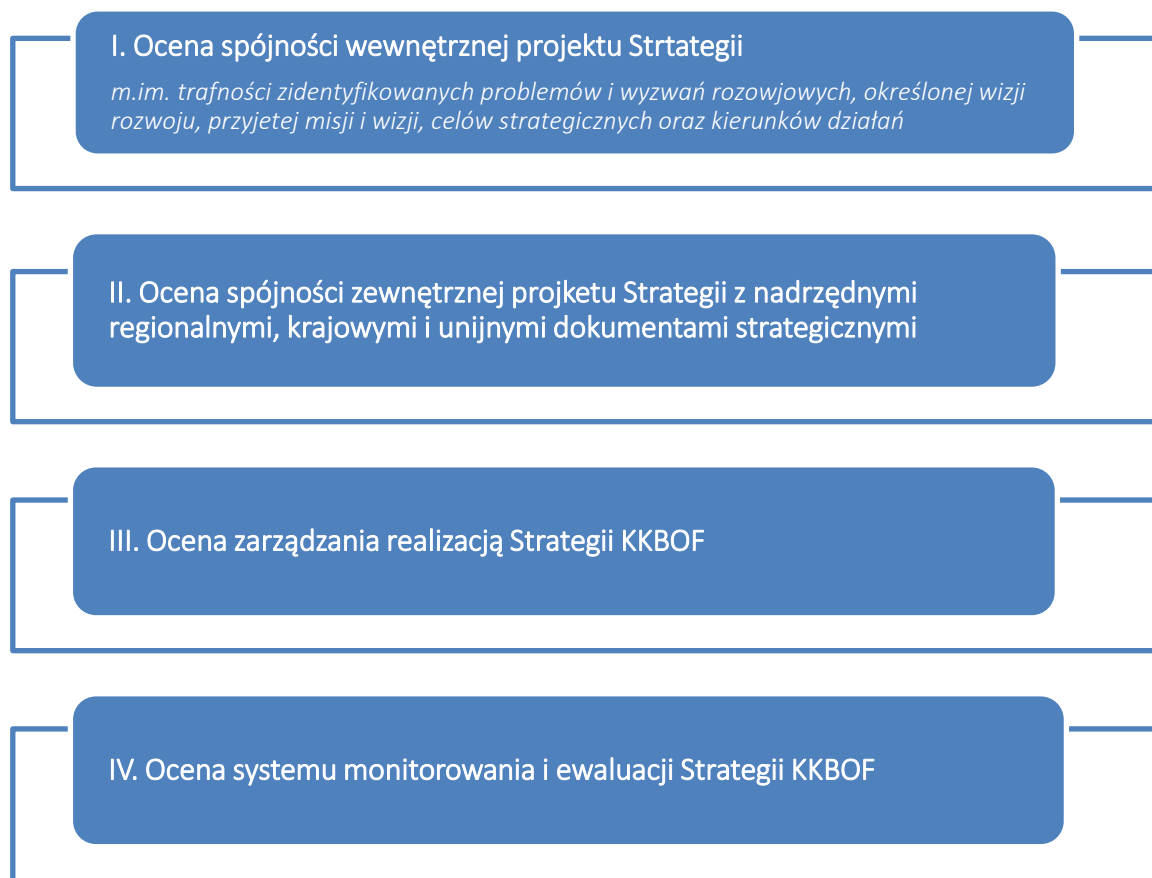 I. Ocena spójności wewnętrznej projektu Strtategii
m.im. trafności zidentyfikowanych problemów i wyzwań rozowjowych, określonej wizji
rozwoju, przyjetej misji i wizji, celów strategicznych oraz kierunków działań
II. Ocena spójności zewnętrznej projketu Strategii z nadrzędnymi
regionalnymi, krajowymi i unijnymi dokumentami strategicznymi
III. Ocena zarządzania realizacją Strategii KKBOF
IV. Ocena systemu monitorowania i ewaluacji Strategii KKBOF